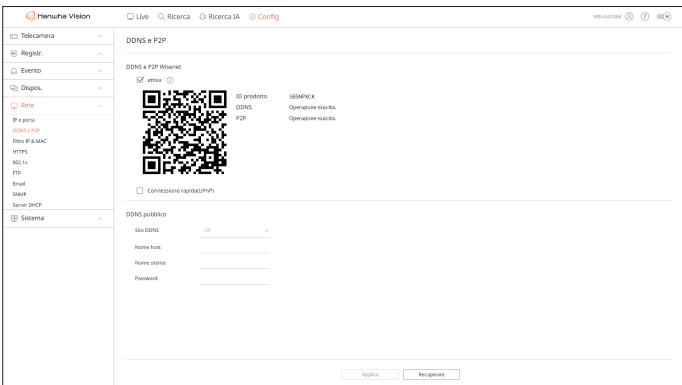 Hanwha Vision
Live Ricerca Ricerca IA Config
Telecamera
Registr.
Evento
Dispos.
Rete
IP e porta
DDNS e P2P
Filtro IP & MAC
HTTPS
802.1x
FTP
Email
SNMP
Server DHCP
Sistema
DDNS e P2P
DDNS e P2P Wisenet
attiva
ID prodotto SBSNPXCK
DDNS Operazione riuscita.
P2P Operazione riuscita.
Connessione rapida(UPnP)
DDNS pubblico
Sito DDNS Off
Nome host
Nome utente
Password
Applica Recuperare